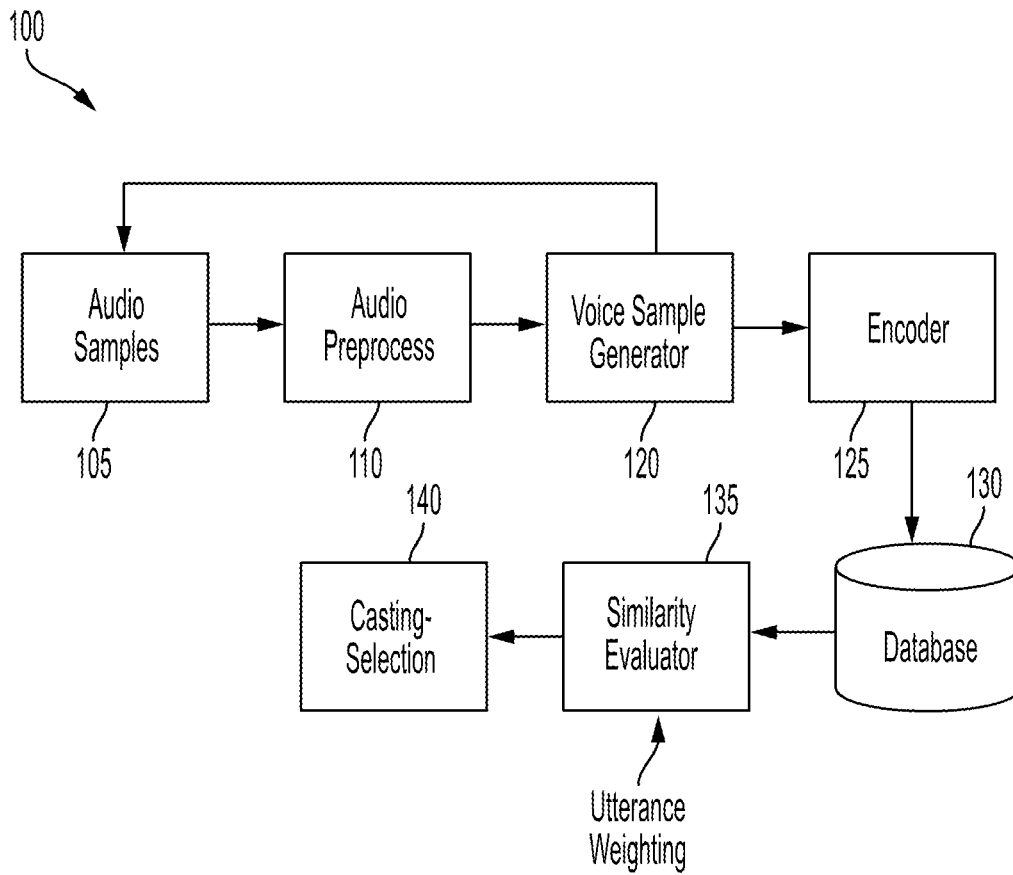 100
Audio
Samples
Audio
Preprocess
Voice Sample
Generator
Encoder
105
110
120
125
140
135
130
Casting-
Selection
Similarity
Evaluator
Database
Utterance
Weighting